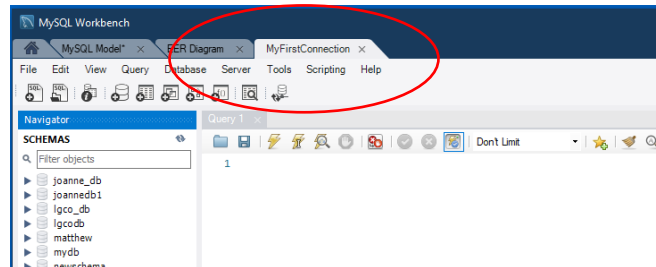 MySQL Workbench
MySQL Model* × EER Diagram × MyFirstConnection ×
File Edit View Query Database Server Tools Scripting Help
Navigator
Query 1 ×
SCHEMAS
Don't Limit
Filter objects
1
joanne_db
joannedb1
lgco_db
lgcodb
matthew
mydb
newschema